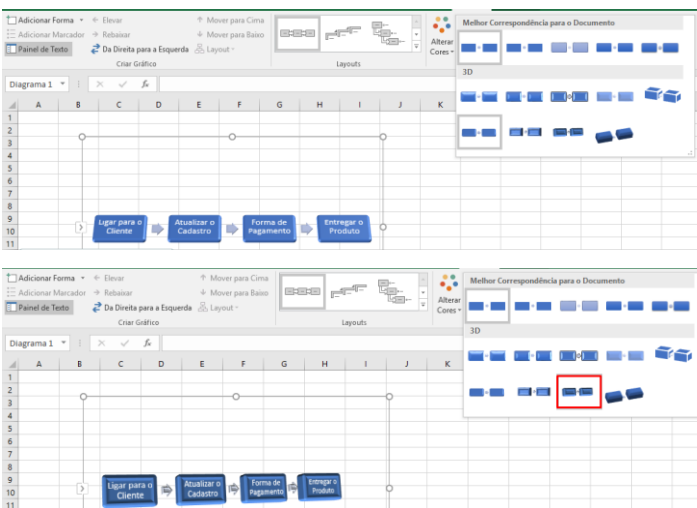 Adicionar Forma
Elevar
Mover para Cima
Adicionar Marcador
Rebaixar
Mover para Baixo
Painel de Texto
Da Direita para a Esquerda
Layout
Alterar
Cores
Criar Gráfico
Layouts
Melhor Correspondência para o Documento
3D
Diagrama 1
fx
A B C D E F G H I J K
1
2
3
4
5
6
7
8
9
10
11
Ligar para o
Cliente
Atualizar o
Cadastro
Forma de
Pagamento
Entregar o
Produto
Adicionar Forma
Elevar
Mover para Cima
Adicionar Marcador
Rebaixar
Mover para Baixo
Painel de Texto
Da Direita para a Esquerda
Layout
Alterar
Cores
Criar Gráfico
Layouts
Melhor Correspondência para o Documento
3D
Diagrama 1
fx
A B C D E F G H I J K
1
2
3
4
5
6
7
8
9
10
11
Ligar para o
Cliente
Atualizar o
Cadastro
Forma de
Pagamento
Entregar o
Produto